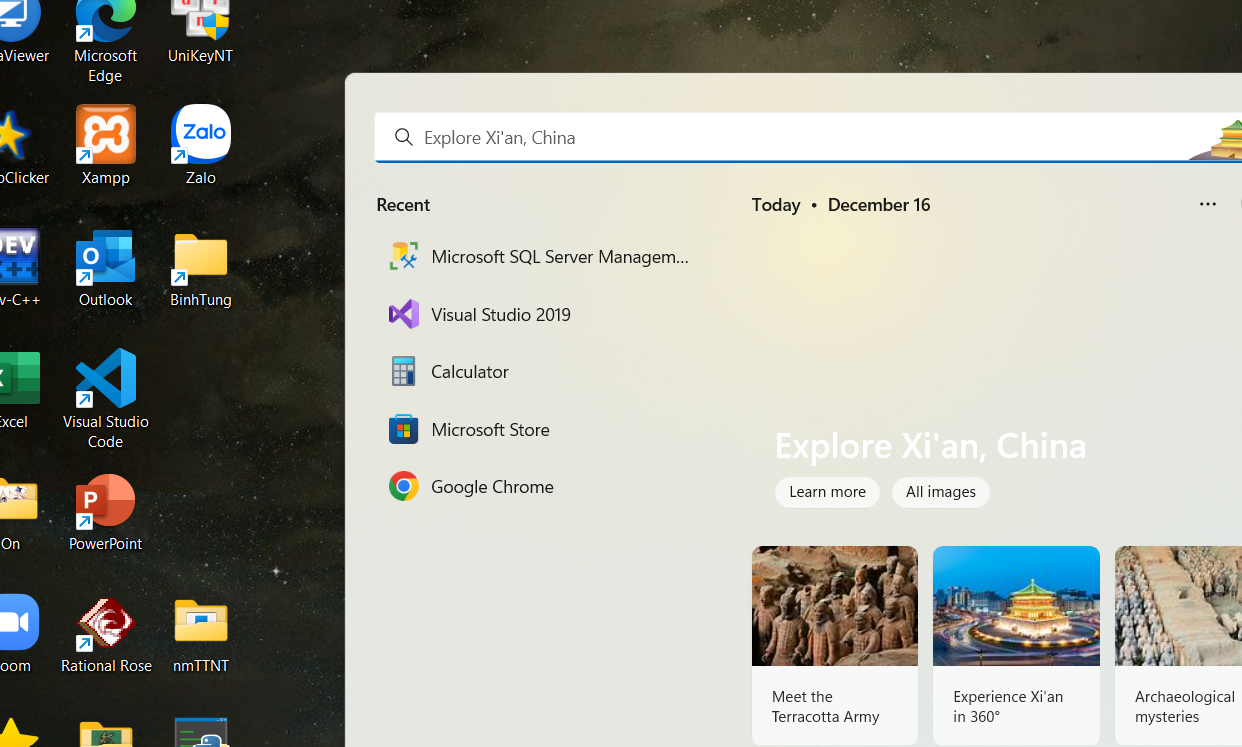 aViewer
Microsoft
Edge
UniKeyNT
oClicker
Xampp
Zalo
Zalo
DEV
C++
v-C++
Outlook
BinhTung
Excel
Visual Studio
Code
On
PowerPoint
oom
Rational Rose
nmTTNT
Explore Xi'an, China
Recent
Microsoft SQL Server Managem...
Visual Studio 2019
Calculator
Microsoft Store
Google Chrome
Today • December 16
Explore Xi'an, China
Learn more
All images
Meet the
Terracotta Army
Experience Xi'an
in 360°
Archaeological
mysteries